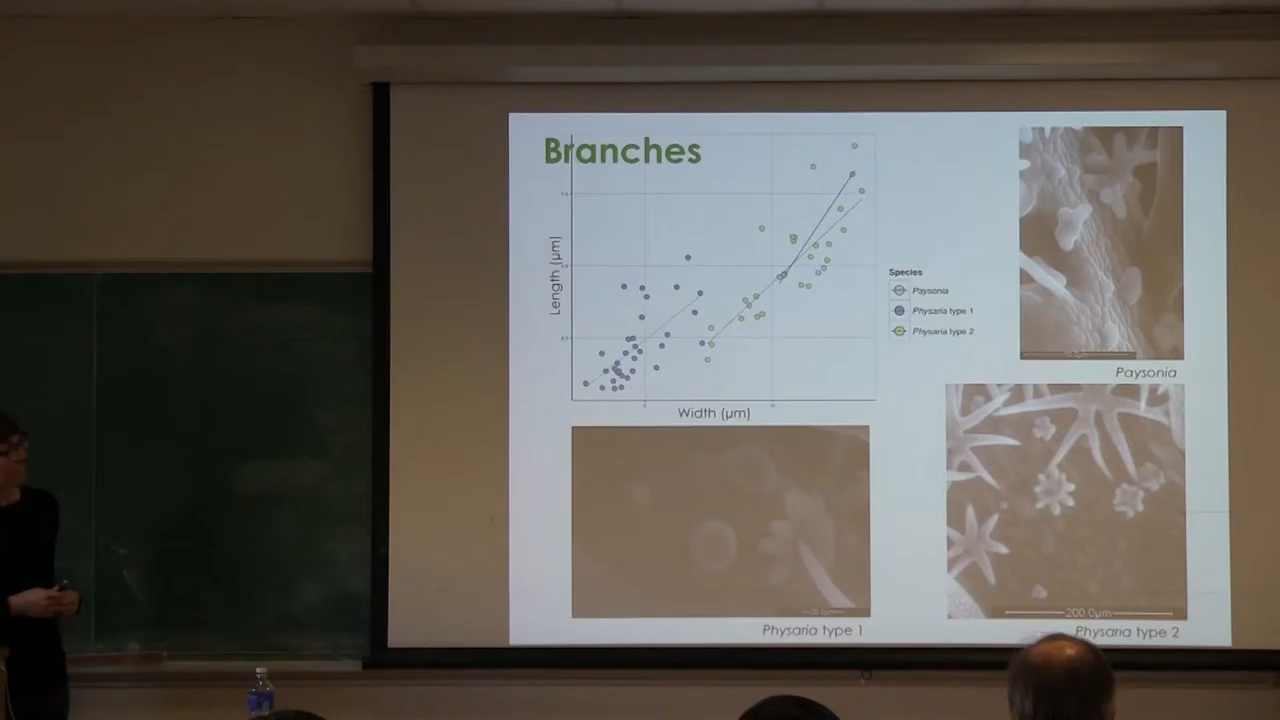 Branches
Length (µm)
Width (µm)
Species
Paysonia
Physaria type 1
Physaria type 2
Paysonia
Physaria type 1
200.0µm
Physaria type 2